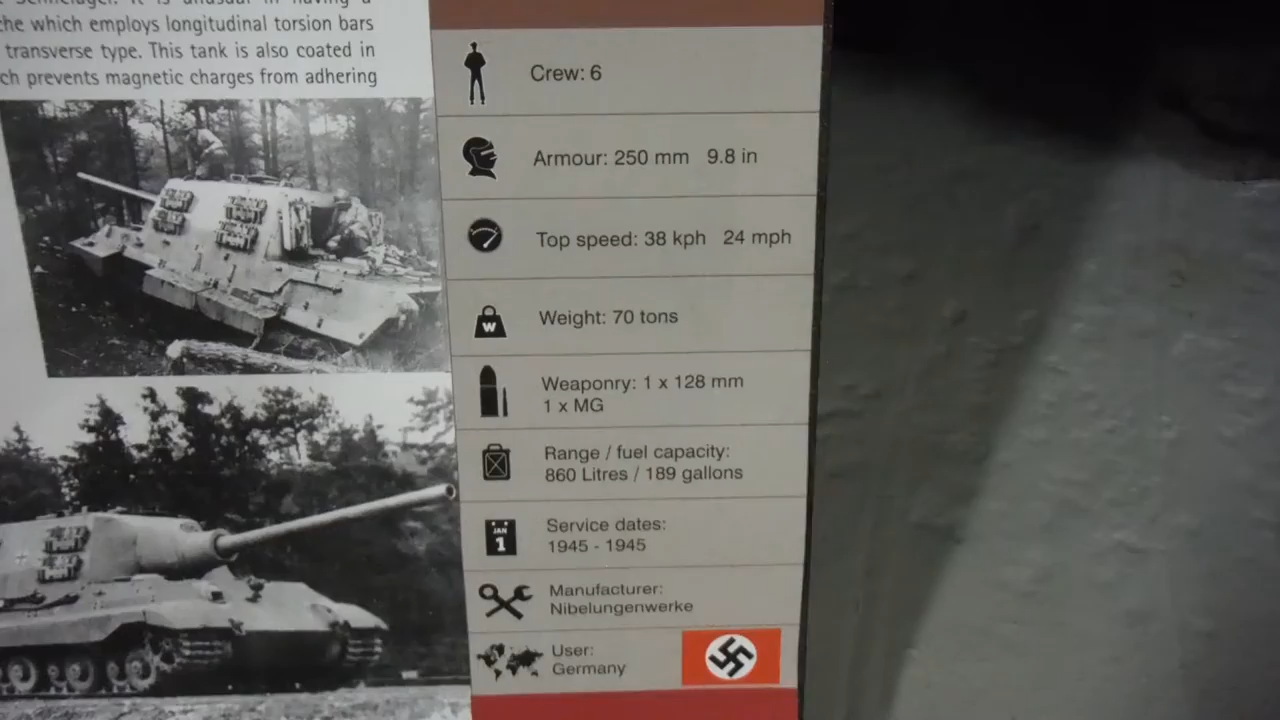 which employs longitudinal torsion bars
transverse type. This tank is also coated in
prevents magnetic charges from adhering
Crew: 6
Armour: 250 mm 9.8 in
Top speed: 38 kph 24 mph
W
Weight: 70 tons
Weaponry: 1 x 128 mm
1 x MG
Range / fuel capacity:
860 Litres / 189 gallons
JAN
1
Service dates:
1945 - 1945
Manufacturer:
Nibelungenwerke
User:
Germany